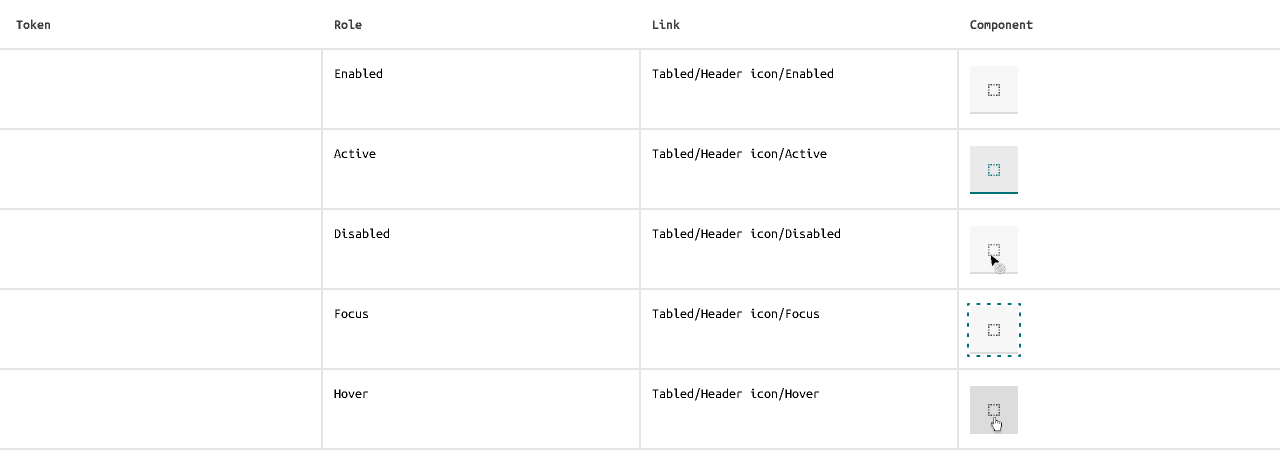 Token Role Link Component
Enabled Tabled/Header icon/Enabled
Active Tabled/Header icon/Active
Disabled Tabled/Header icon/Disabled
Focus Tabled/Header icon/Focus
Hover Tabled/Header icon/Hover